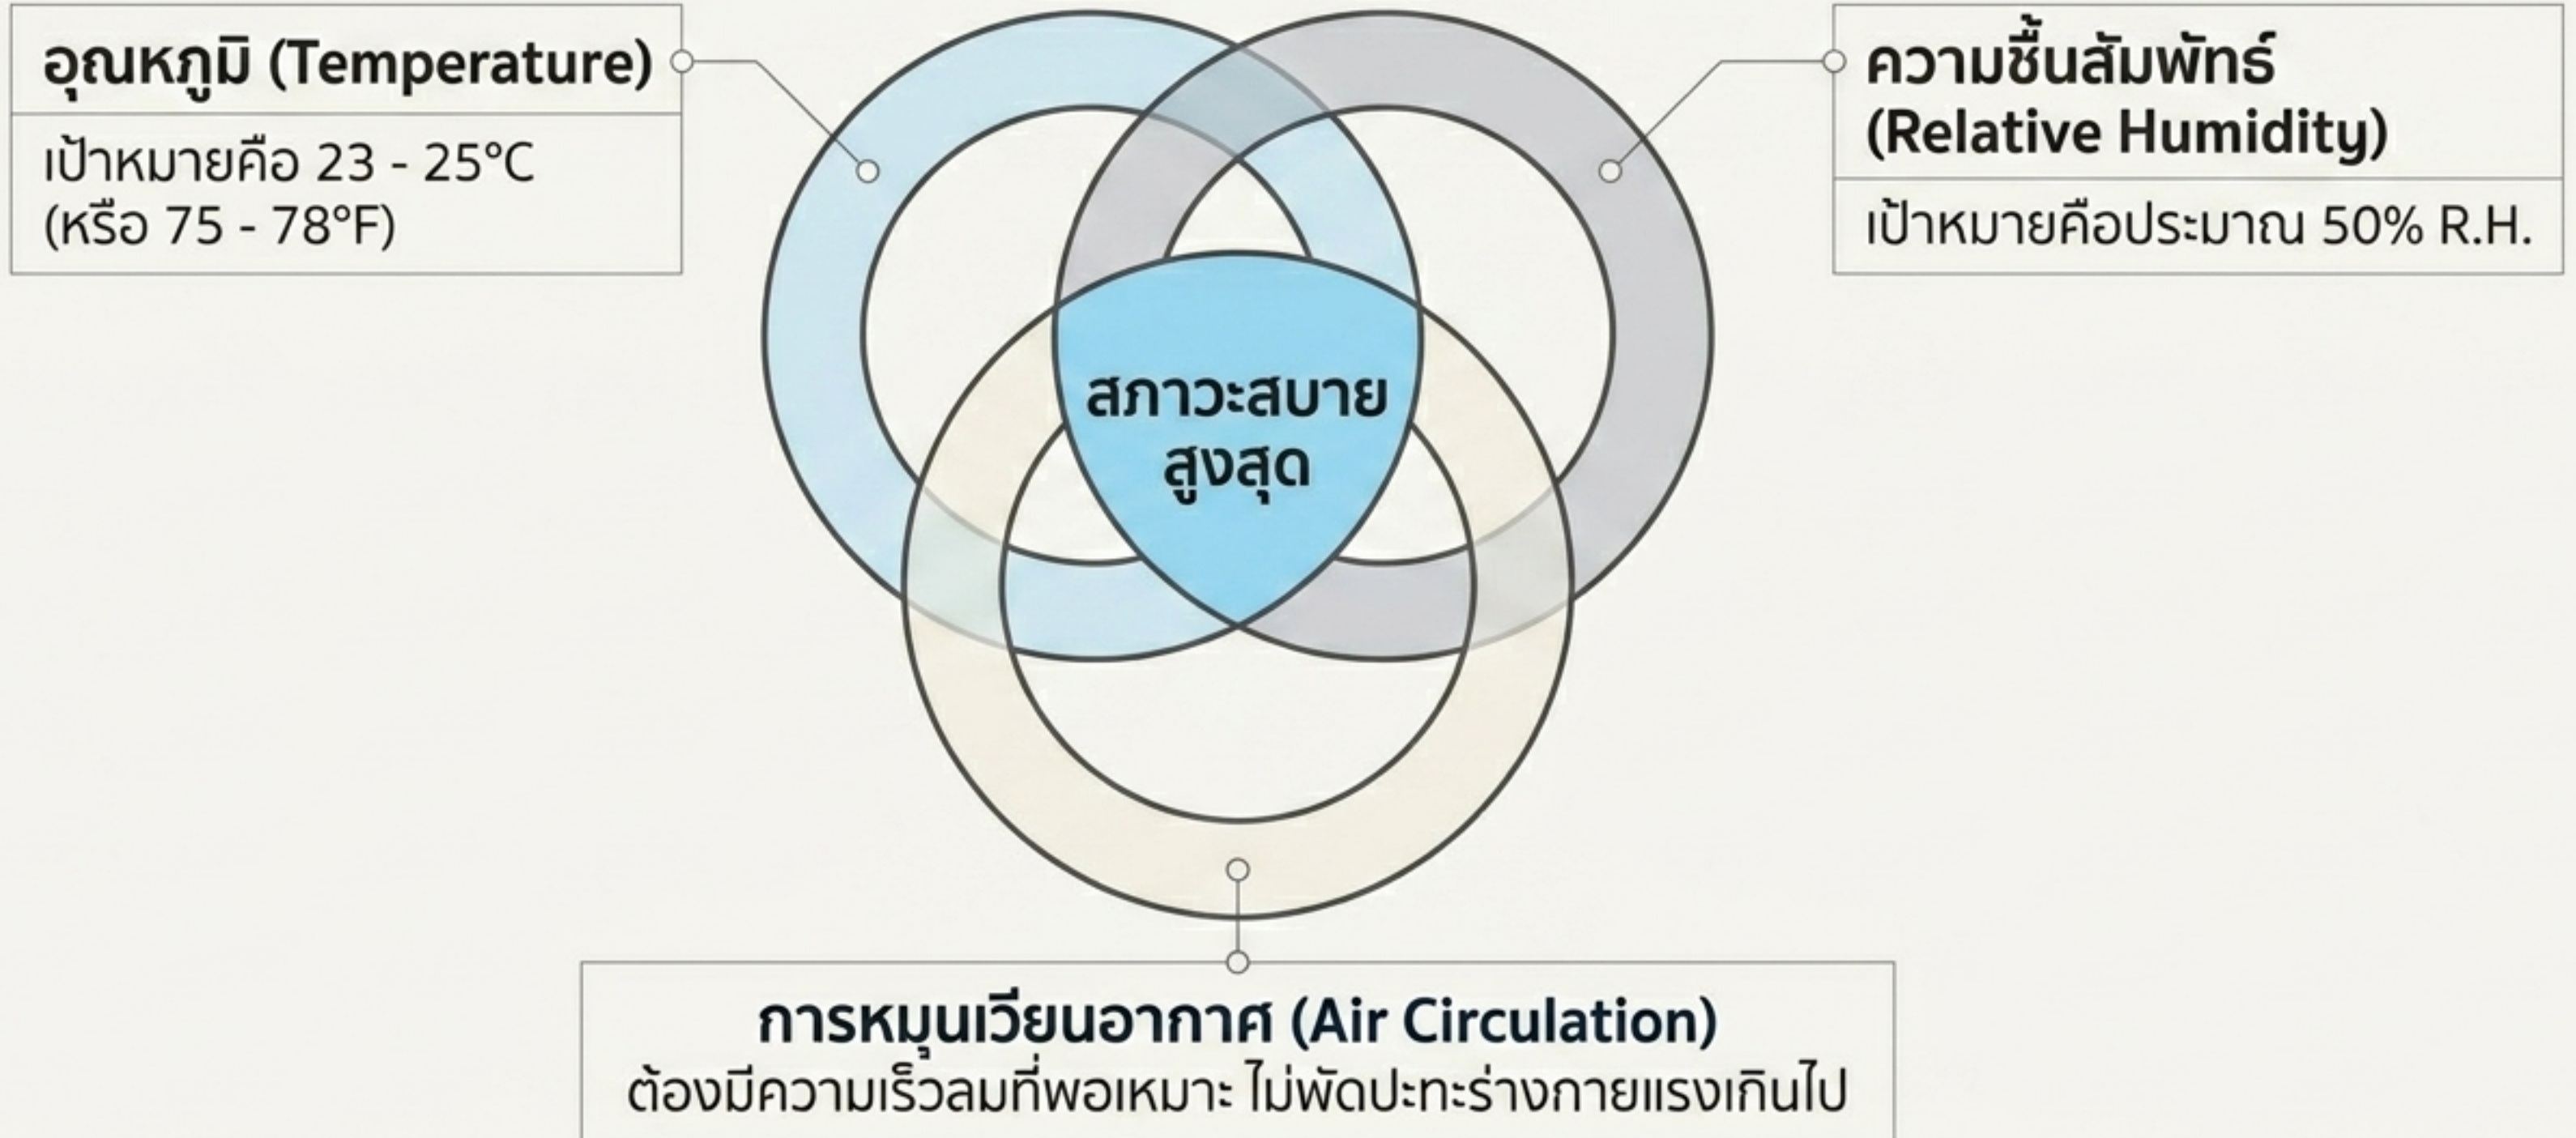 อุณหภูมิ (Temperature)
เป้าหมายคือ 23 - 25°C
(หรือ 75 - 78°F)
ความชื้นสัมพัทธ์
(Relative Humidity)
เป้าหมายคือประมาณ 50% R.H.
สภาวะสบาย
สูงสุด
การหมุนเวียนอากาศ (Air Circulation)
ต้องมีความเร็วลมที่พอเหมาะ ไม่พัดปะทะร่างกายแรงเกินไป